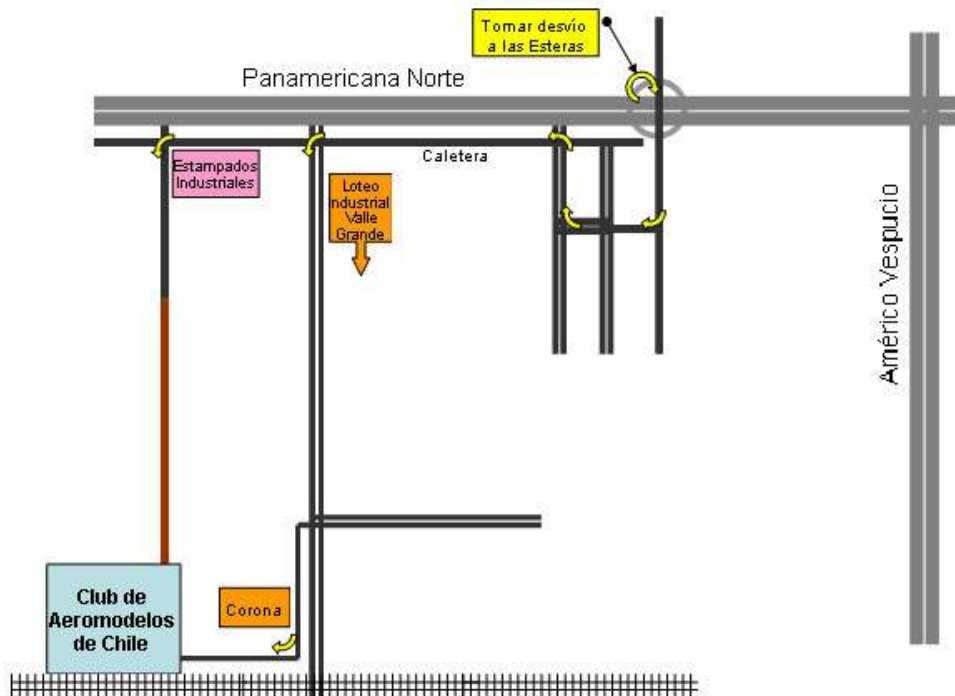 Tomar desvío
a las Esteras
Panamericana Norte
Caletera
Estampados
Industriales
Loteo
ndustrial
Valle
Grande
Américo Vespucio
Corona
Club de
Aeromodelos
de Chile